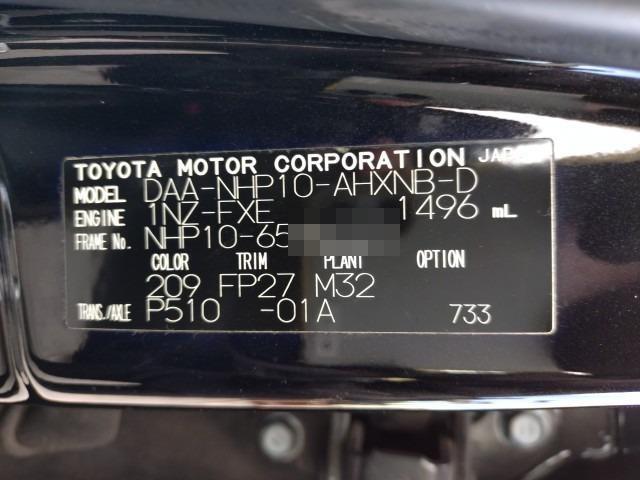 TOYOTA MOTOR CORPORATION JAPAN
MODEL DAA-NHP10-AHXNB-D
ENGINE 1NZ-FXE 1496 mL
FRAME No. NHP10-65
COLOR TRIM PLANT OPTION
209 FP27 M32
TRANS./AXLE P510 -01A 733